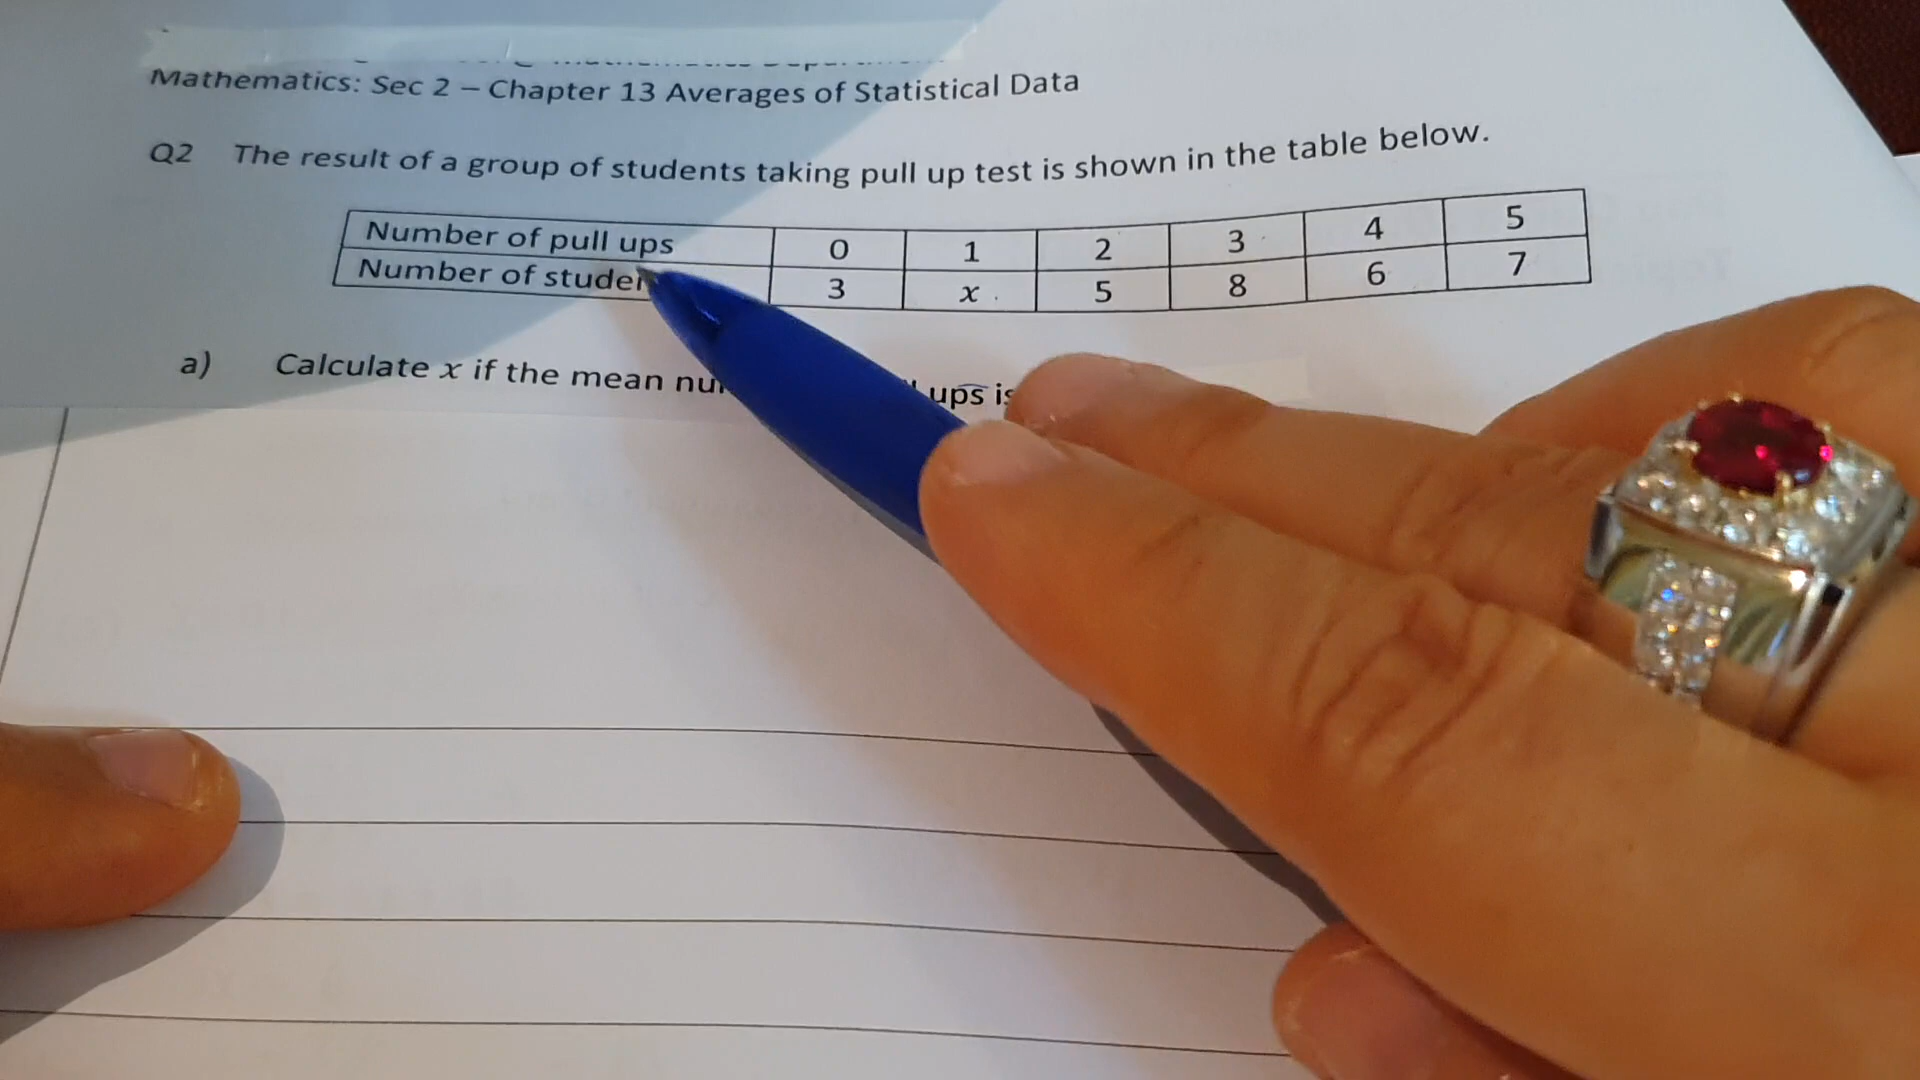 Mathematics: Sec 2 – Chapter 13 Averages of Statistical Data
Q2 The result of a group of students taking pull up test is shown in the table below.
Number of pull ups 0 1 2 3 4 5
Number of 3 x 5 8 6 7
a) Calculate x if the mean ups is